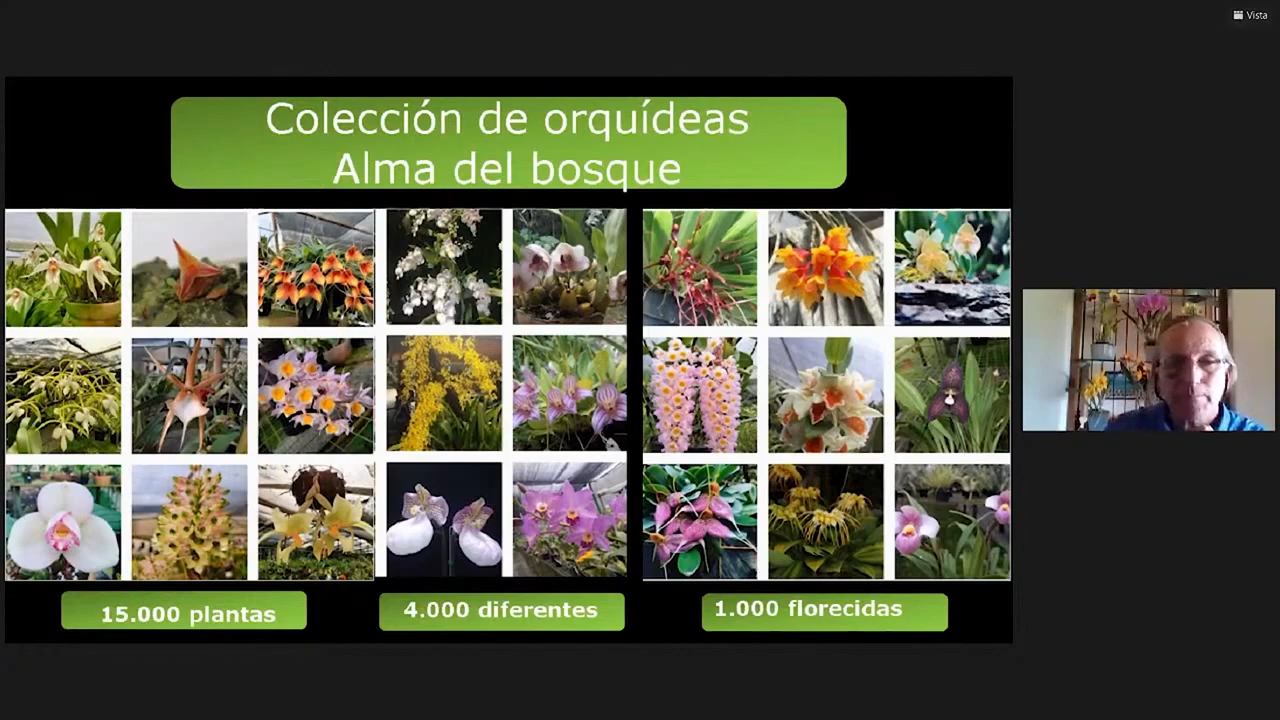 Vista
Colección de orquídeas
Alma del bosque
15.000 plantas
4.000 diferentes
1.000 florecidas